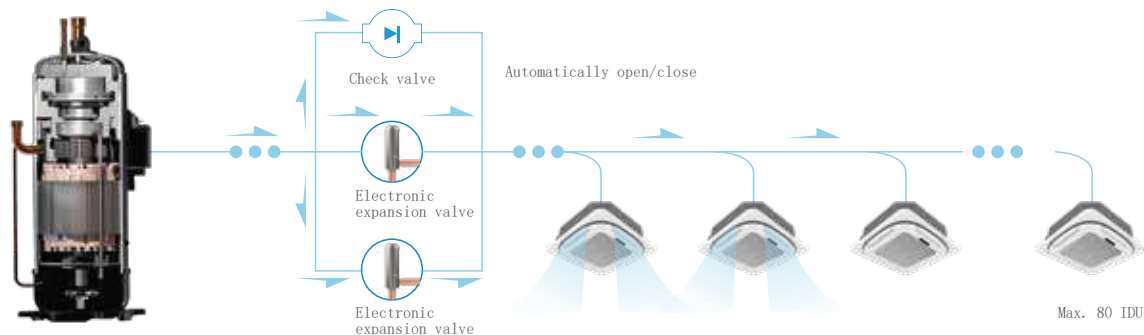 Check valve
Automatically open/close
Electronic
expansion valve
Electronic
expansion valve
Max. 80 IDU